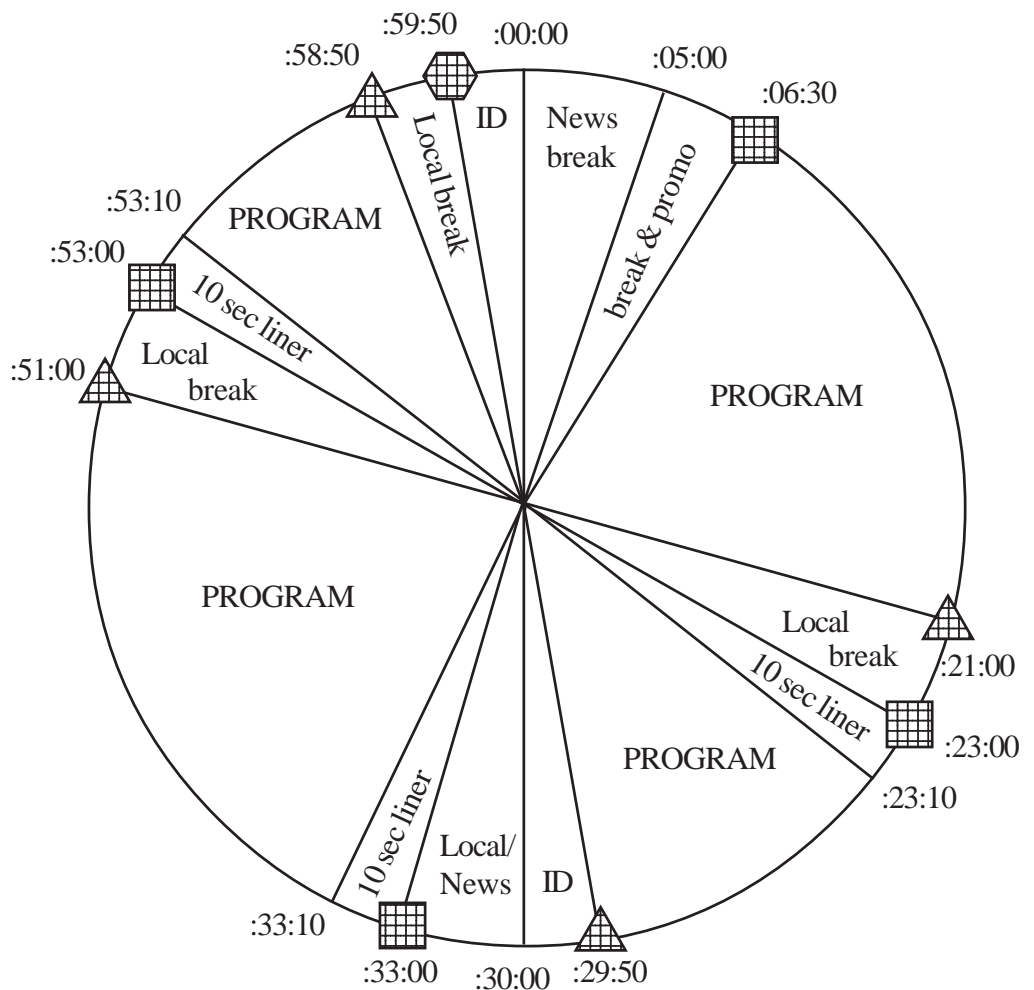 :00:00
:05:00
:06:30
News
break
break & promo
PROGRAM
:21:00
Local
break
:23:00
10 sec liner
:23:10
PROGRAM
:29:50
ID
:30:00
Local/
News
:33:00
10 sec liner
:33:10
PROGRAM
:51:00
Local
break
:53:00
10 sec liner
:53:10
PROGRAM
:58:50
Local break
:59:50
ID